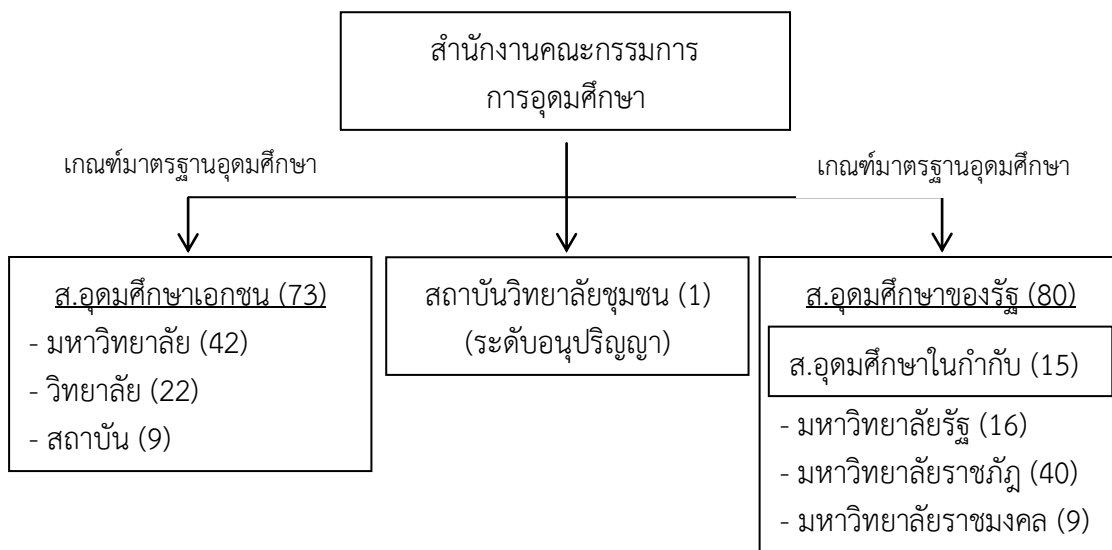 สำนักงานคณะกรรมการ
การอุดมศึกษา
เกณฑ์มาตรฐานอุดมศึกษา
เกณฑ์มาตรฐานอุดมศึกษา
ส.อุดมศึกษาเอกชน (73)
- มหาวิทยาลัย (42)
- วิทยาลัย (22)
- สถาบัน (9)
สถาบันวิทยาลัยชุมชน (1)
(ระดับอนุปริญญา)
ส.อุดมศึกษาของรัฐ (80)
ส.อุดมศึกษาในกำกับ (15)
- มหาวิทยาลัยรัฐ (16)
- มหาวิทยาลัยราชภัฎ (40)
- มหาวิทยาลัยราชมงคล (9)